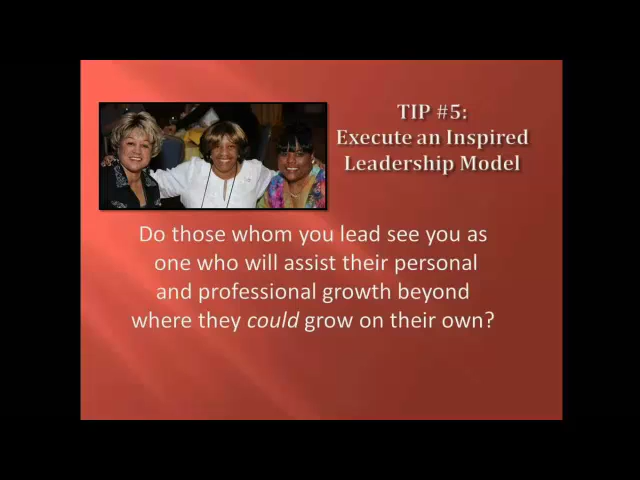 TIP #5:
Execute an Inspired
Leadership Model
Do those whom you lead see you as
one who will assist their personal
and professional growth beyond
where they could grow on their own?